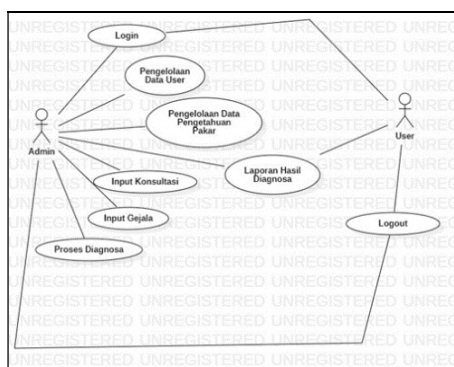 UNREGISTERED UNREGISTERED UNREGISTERED UNREG
Login
Pengelolaan
Data User
Pengelolaan Data
Pengetahuan
Pakar
Admin
User
Laporan Hasil
Diagnosa
Input Konsultasi
Input Gejala
Logout
Proses Diagnosa